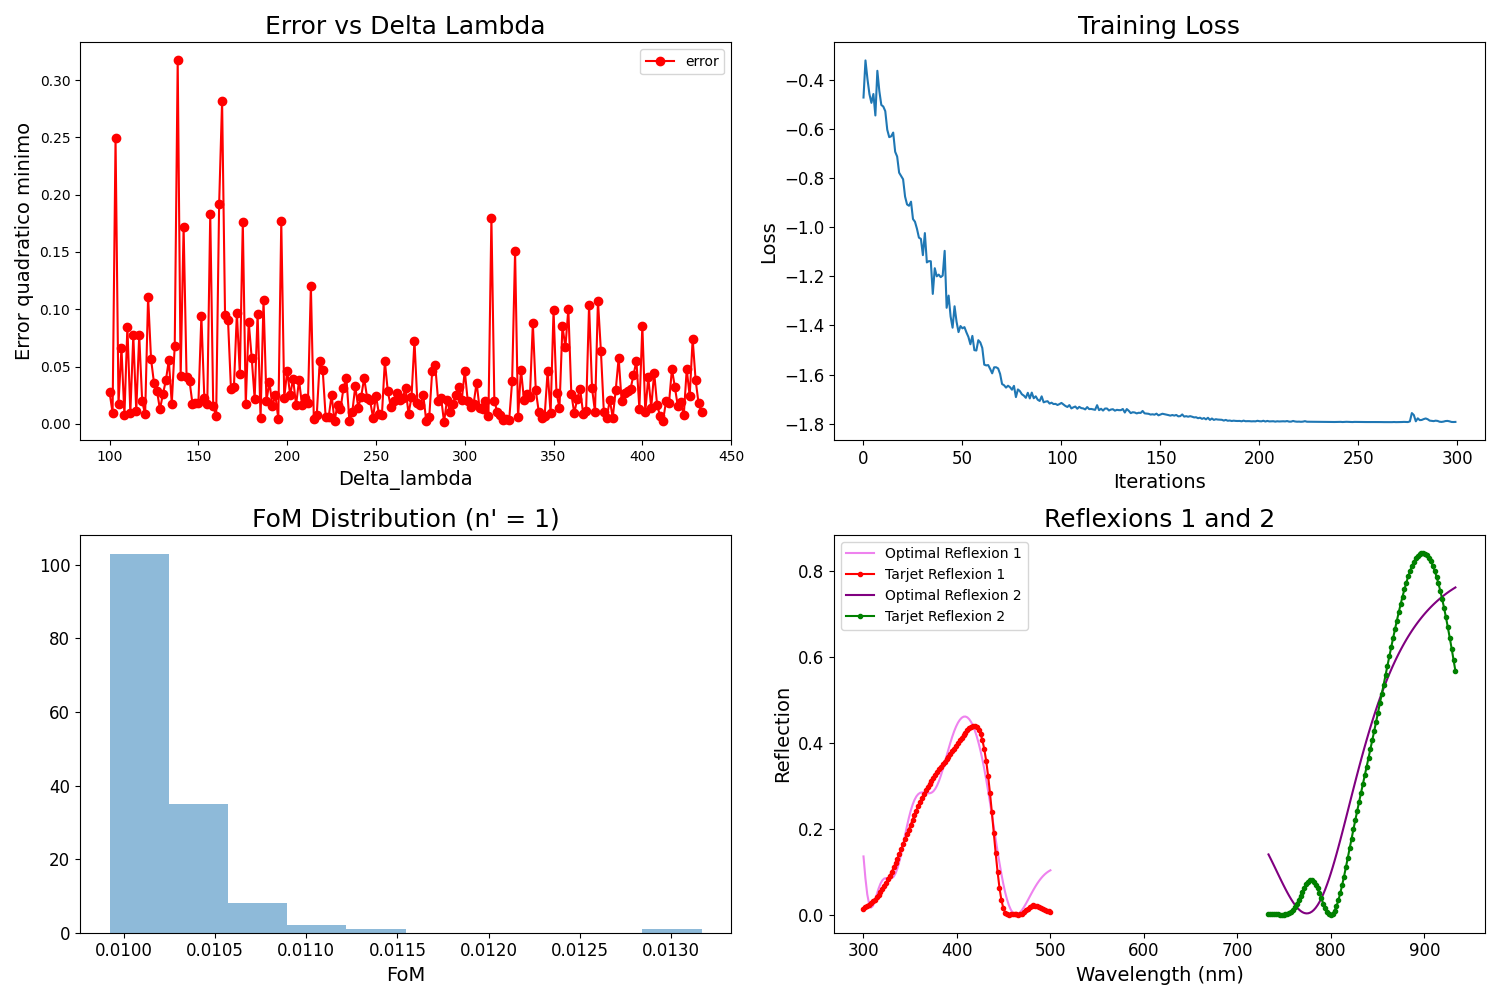 Error vs Delta Lambda
error
Error quadratico minimo
0.30
0.25
0.20
0.15
0.10
0.05
0.00
100 150 200 250 300 350 400 450
Delta_lambda
Training Loss
Loss
−0.4
−0.6
−0.8
−1.0
−1.2
−1.4
−1.6
−1.8
0 50 100 150 200 250 300
Iterations
FoM Distribution (n' = 1)
100
80
60
40
20
0
0.0100 0.0105 0.0110 0.0115 0.0120 0.0125 0.0130
FoM
Reflexions 1 and 2
Optimal Reflexion 1
Tarjet Reflexion 1
Optimal Reflexion 2
Tarjet Reflexion 2
Reflection
0.8
0.6
0.4
0.2
0.0
300 400 500 600 700 800 900
Wavelength (nm)